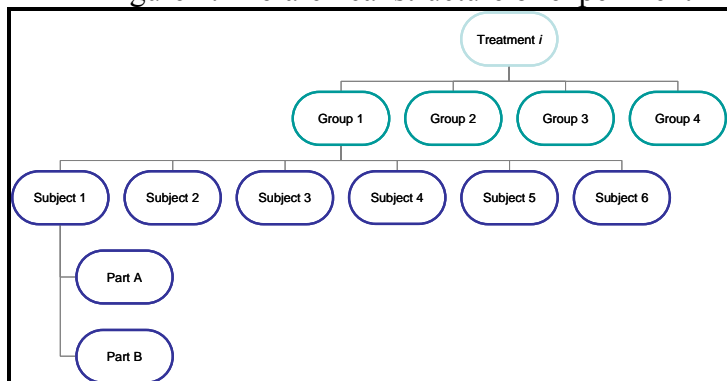 Treatment i
Group 1 Group 2 Group 3 Group 4
Subject 1 Subject 2 Subject 3 Subject 4 Subject 5 Subject 6
Part A
Part B